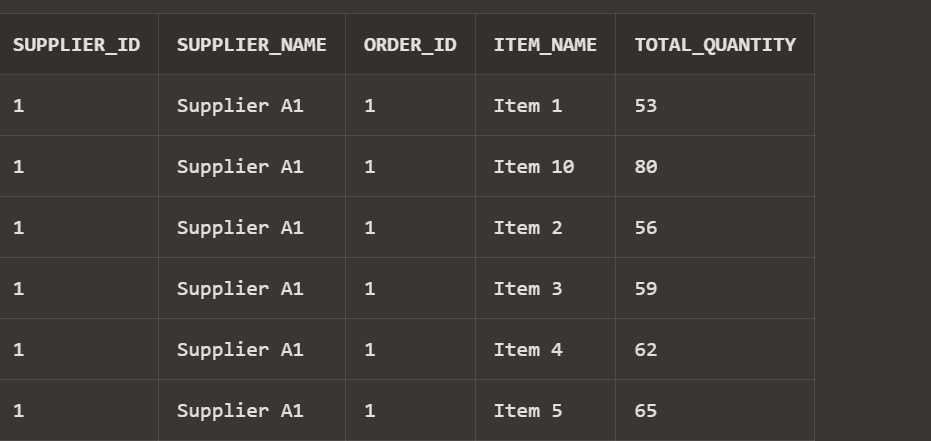 SUPPLIER_ID SUPPLIER_NAME ORDER_ID ITEM_NAME TOTAL_QUANTITY
1 Supplier A1 1 Item 1 53
1 Supplier A1 1 Item 10 80
1 Supplier A1 1 Item 2 56
1 Supplier A1 1 Item 3 59
1 Supplier A1 1 Item 4 62
1 Supplier A1 1 Item 5 65